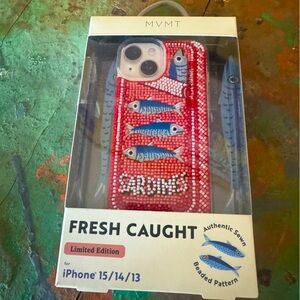 MVMT
SARDINES
FRESH CAUGHT
Limited Edition
for
iPhone® 15/14/13
Authentic Sewn
Beaded Pattern